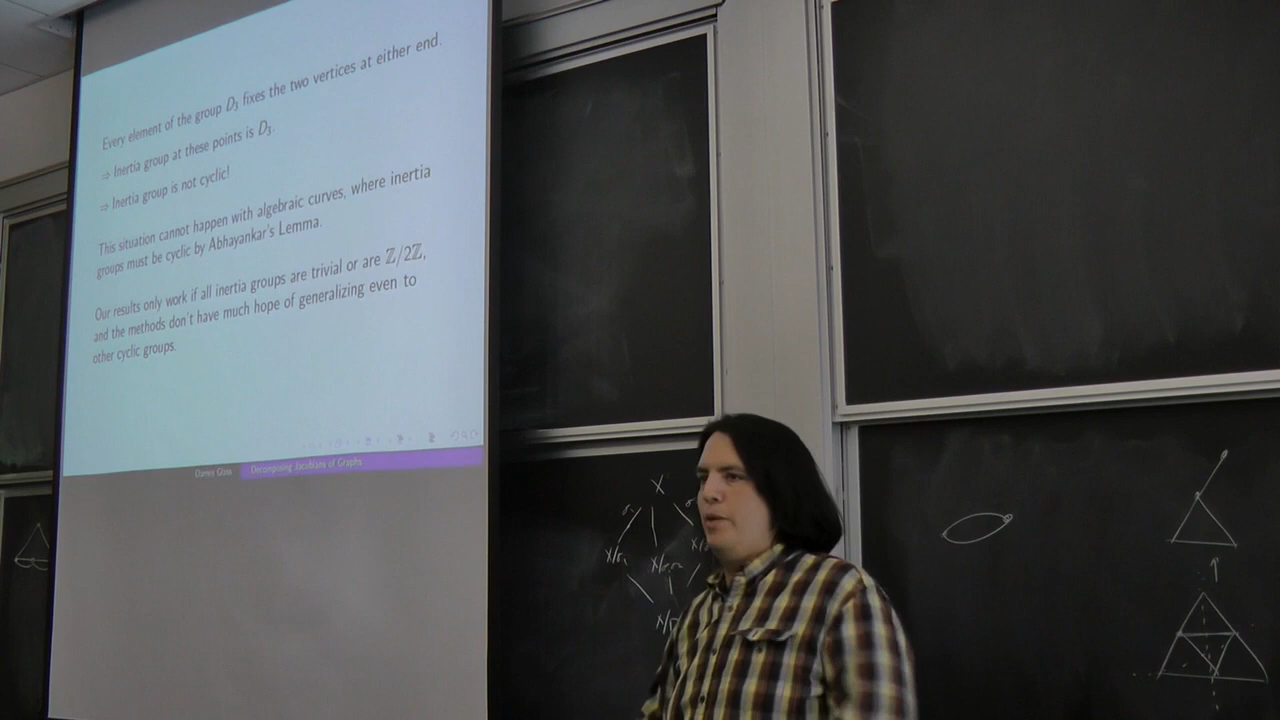 Every element of the group D₃ fixes the two vertices at either end.
⇒ Inertia group at these points is D₃.
⇒ Inertia group is not cyclic!
This situation cannot happen with algebraic curves, where inertia
groups must be cyclic by Abhayankar's Lemma.
Our results only work if all inertia groups are trivial or are ℤ/2ℤ,
and the methods don't have much hope of generalizing even to
other cyclic groups.
Darren Glass Decomposing Jacobians of Graphs
X